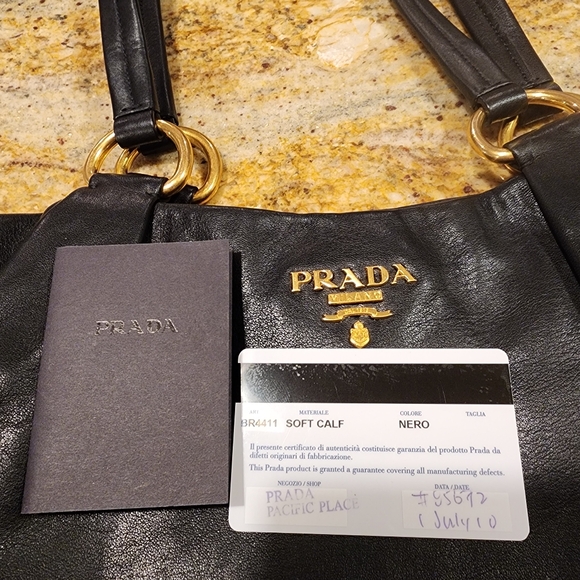 PRADA
PRADA
MILANO
ART. MATERIALE COLORE TAGLIA
BR4411 SOFT CALF NERO
Il presente certificato di autenticità costituisce garanzia del prodotto Prada da
difetti originari di fabbricazione.
This Prada product is granted a guarantee covering all manufacturing defects.
NEGOZIO / SHOP DATA / DATE
PRADA
PACIFIC PLACE
1 July 10